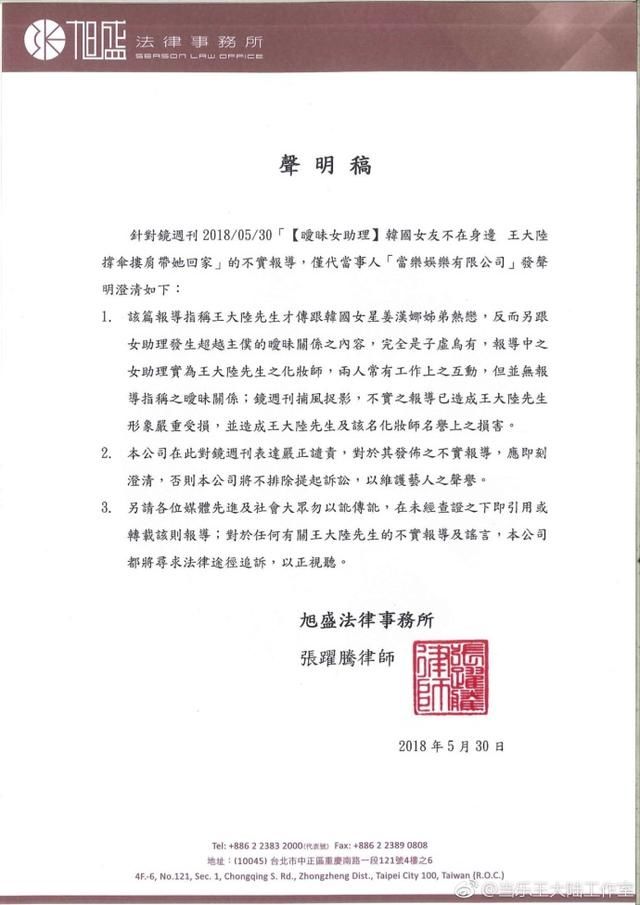 張 旭盛 法律事務所
SEASON LAW OFFICE
聲明稿
針對鏡週刊 2018/05/30「【曖昧女助理】韓國女友不在身邊 王大陸
撐傘摟肩帶她回家」的不實報導，僅代當事人「當樂娛樂有限公司」發聲
明澄清如下：
1. 該篇報導指稱王大陸先生才傳跟韓國女星姜漢娜姊弟熱戀，反而另跟
女助理發生超越主僕的曖昧關係之內容，完全是子虛烏有，報導中之
女助理實為王大陸先生之化妝師，兩人常有工作上之互動，但並無報
導指稱之曖昧關係；鏡週刊捕風捉影，不實之報導已造成王大陸先生
形象嚴重受損，並造成王大陸先生及該名化妝師名譽上之損害。
2. 本公司在此對鏡週刊表達嚴正譴責，對於其發佈之不實報導，應即刻
澄清，否則本公司將不排除提起訴訟，以維護藝人之聲譽。
3. 另請各位媒體先進及社會大眾勿以訛傳訛，在未經查證之下即引用或
轉載該則報導；對於任何有關王大陸先生的不實報導及謠言，本公司
都將尋求法律途徑追訴，以正視聽。
旭盛法律事務所
張躍騰律師
張躍騰律師
2018 年 5 月 30 日
Tel: +886 2 2383 2000(代表號) Fax: +886 2 2389 0808
地址：(10045) 台北市中正區重慶南路一段121號4樓之6
4F.-6, No.121, Sec. 1, Chongqing S. Rd., Zhongzheng Dist., Taipei City 100, Taiwan (R.O.C.)
@当乐王大陆工作室